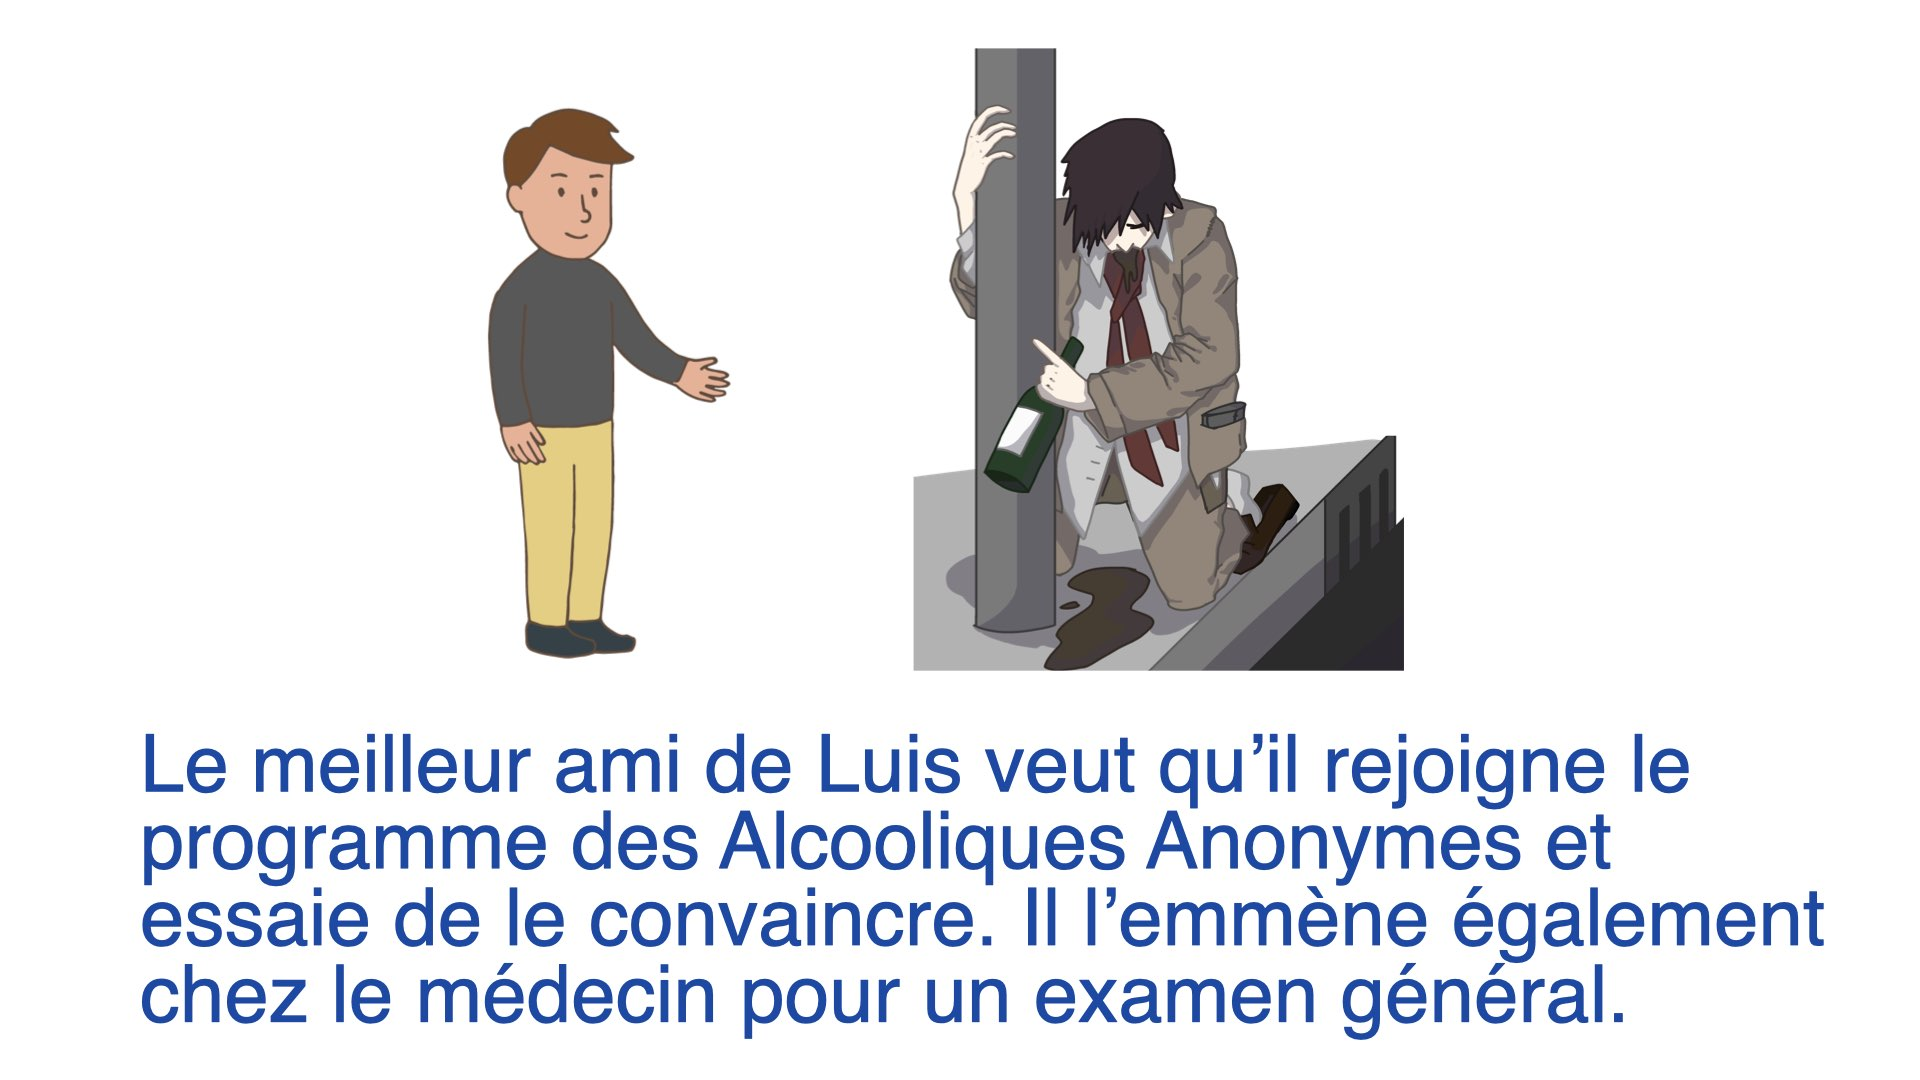 Le meilleur ami de Luis veut qu’il rejoigne le
programme des Alcooliques Anonymes et
essaie de le convaincre. Il l’emmène également
chez le médecin pour un examen général.